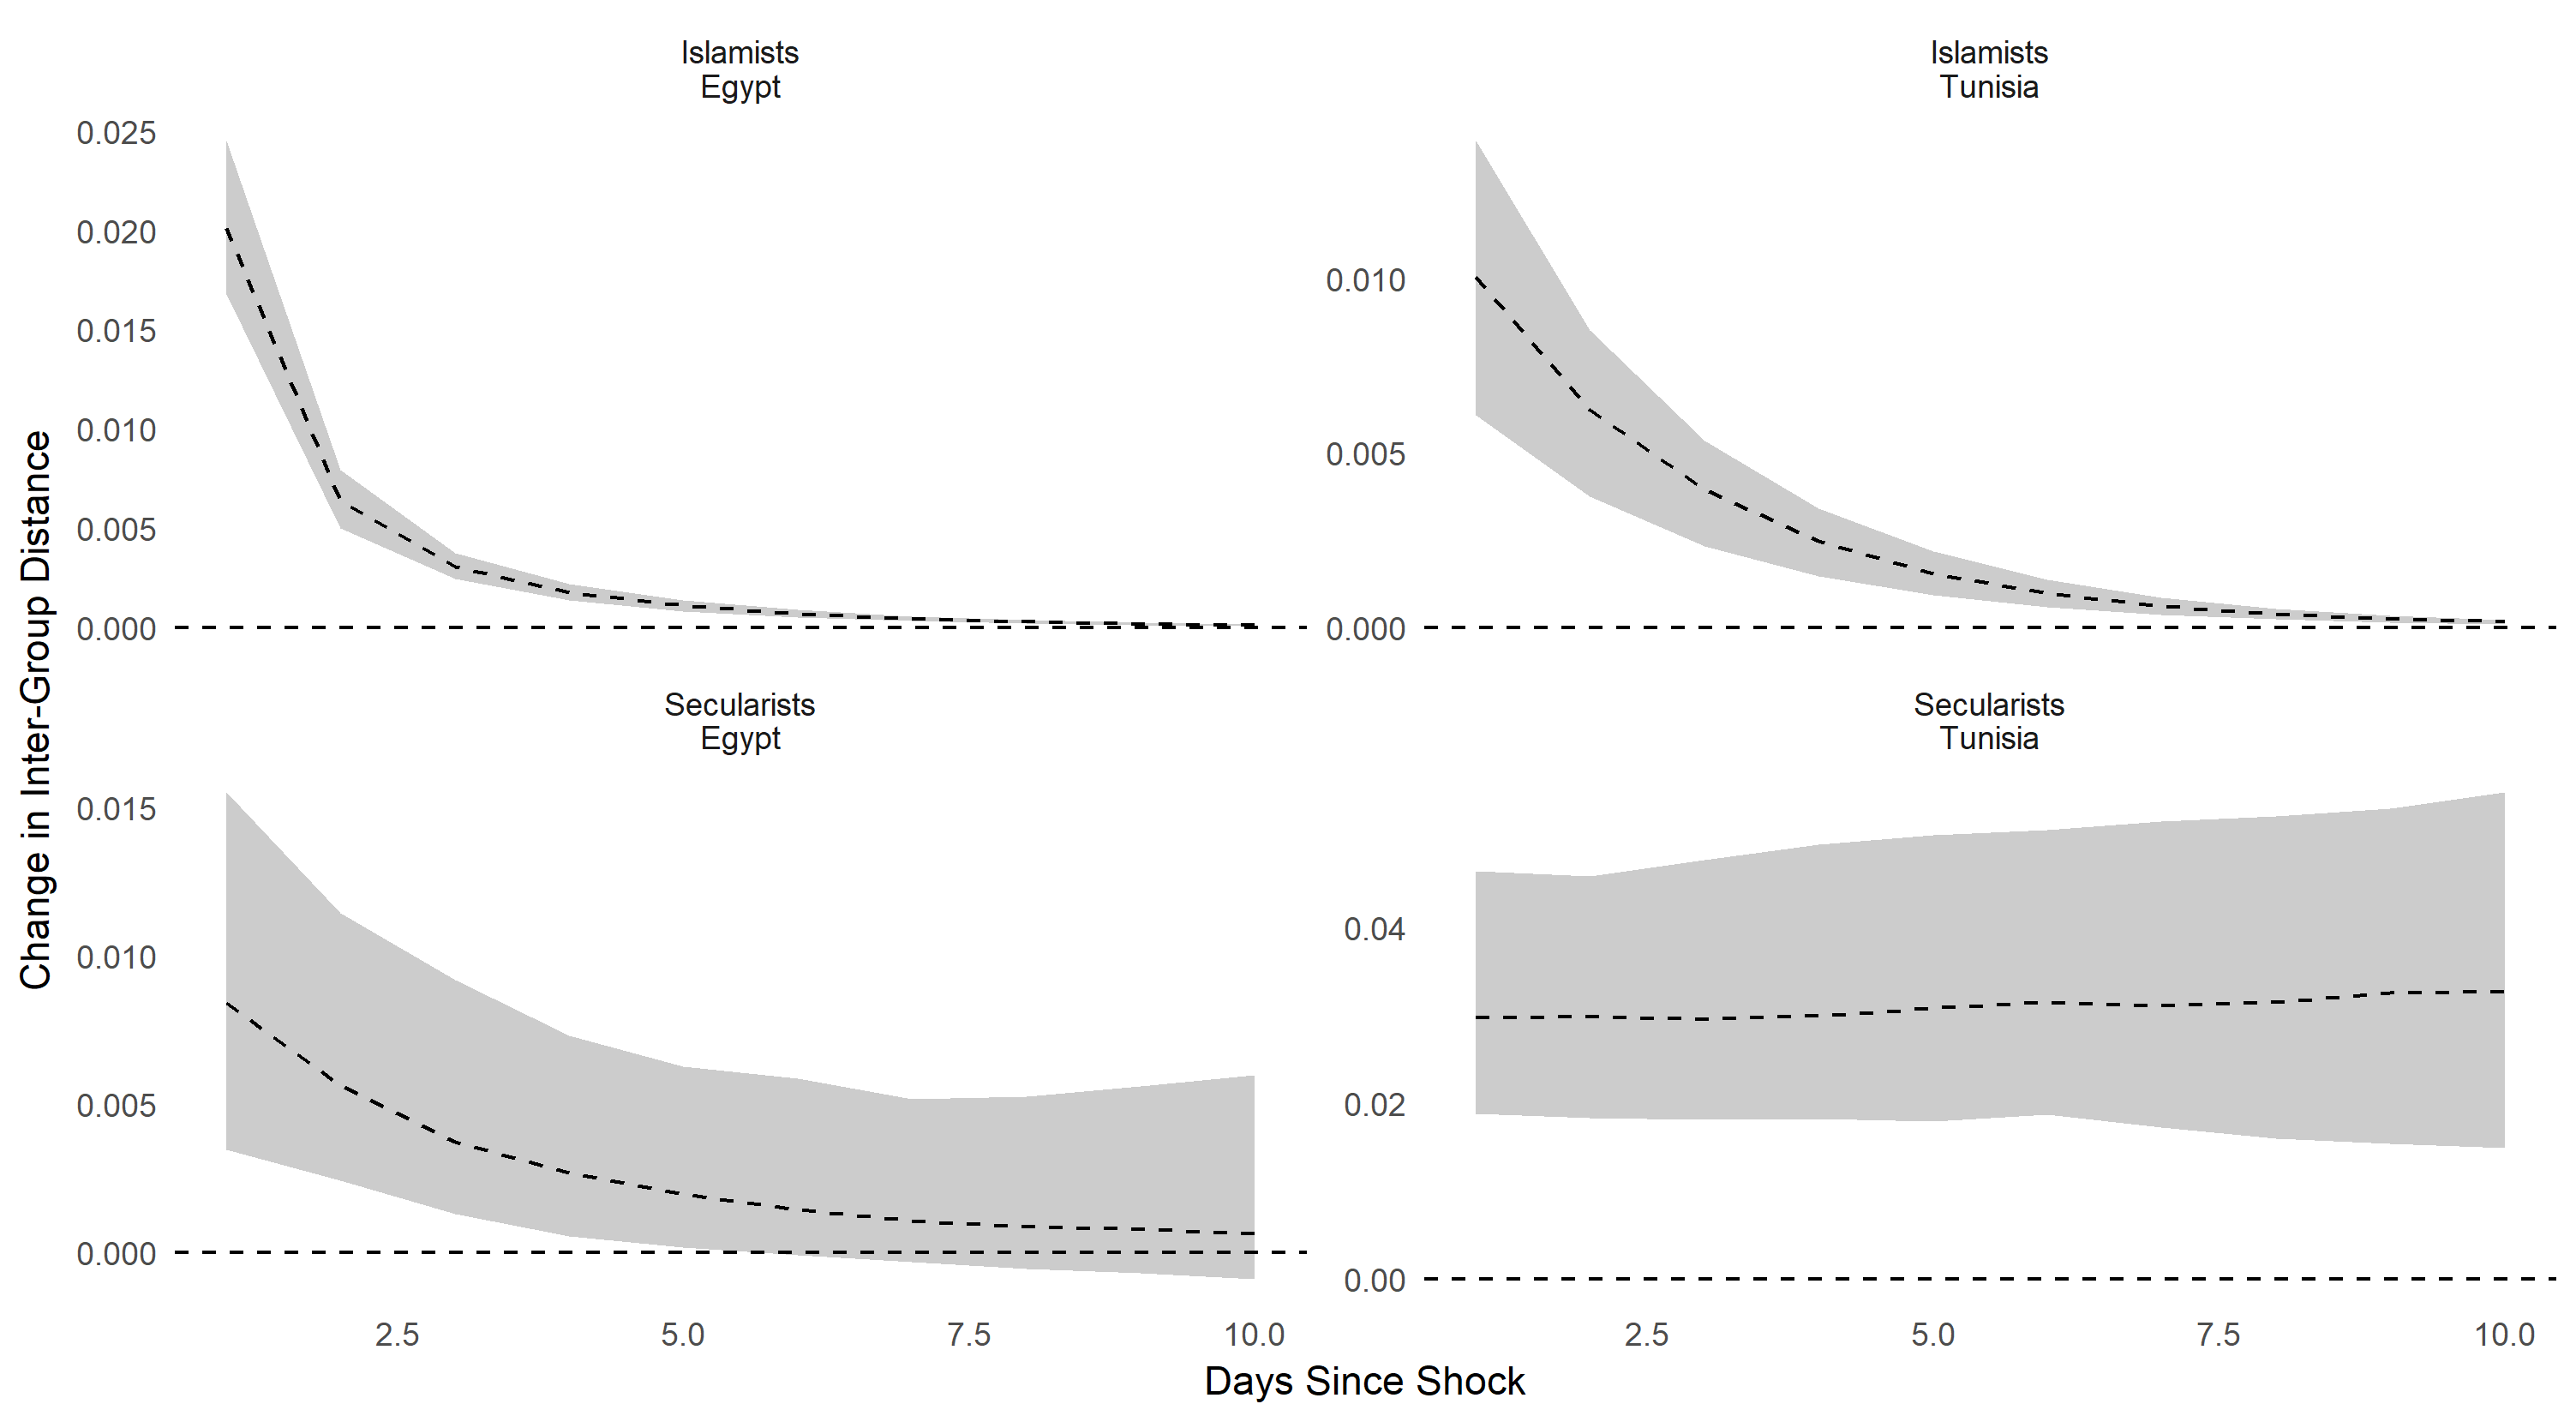 Islamists
Egypt
Islamists
Tunisia
0.025
0.020
0.015
0.010
0.005
0.000
0.010
0.005
0.000
Change in Inter-Group Distance
Secularists
Egypt
Secularists
Tunisia
0.015
0.010
0.005
0.000
0.04
0.02
0.00
2.5 5.0 7.5 10.0
2.5 5.0 7.5 10.0
Days Since Shock